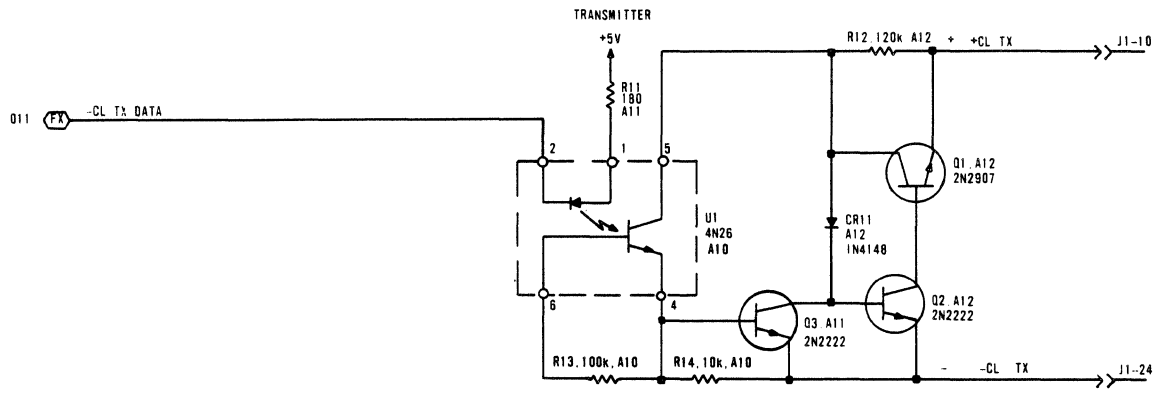 TRANSMITTER
+5V
R12,120k A12
+ +CL TX
J1-10
R11
180
A11
011 FX -CL TX DATA
2
1
5
Q1.A12
2N2907
U1
4N26
A10
CR11
A12
1N4148
6
4
Q3.A11
2N2222
Q2.A12
2N2222
R13,100k,A10
R14,10k,A10
- -CL TX
J1-24